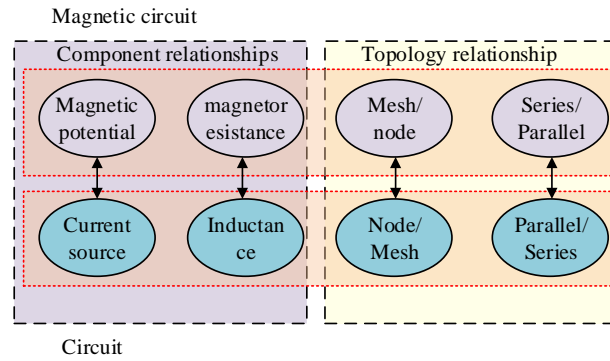 Magnetic circuit
Component relationships
Topology relationship
Magnetic
potential
magnetor
esistance
Mesh/
node
Series/
Parallel
Current
source
Inductan
ce
Node/
Mesh
Parallel/
Series
Circuit